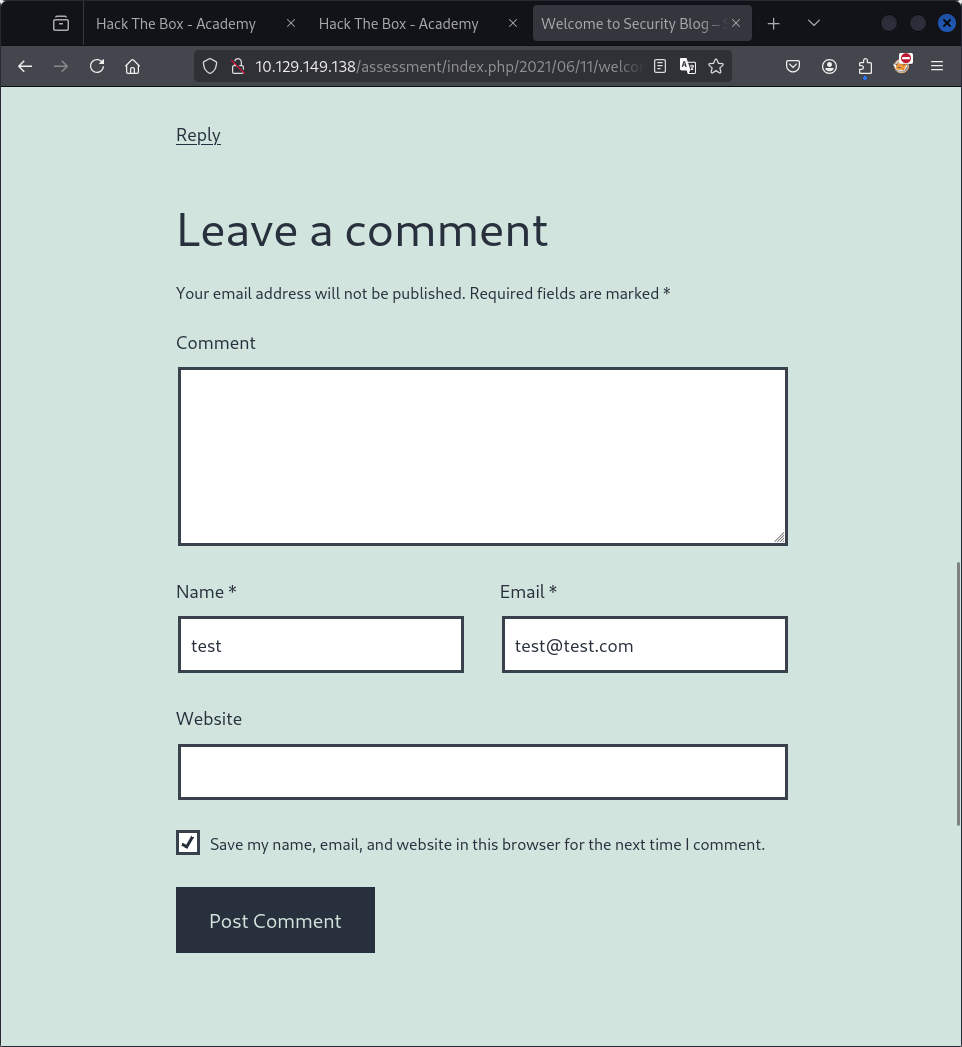 Hack The Box - Academy
Hack The Box - Academy
Welcome to Security Blog –
10.129.149.138/assessment/index.php/2021/06/11/welco
Reply
Leave a comment
Your email address will not be published. Required fields are marked *
Comment
Name *
Email *
test
test@test.com
Website
Save my name, email, and website in this browser for the next time I comment.
Post Comment